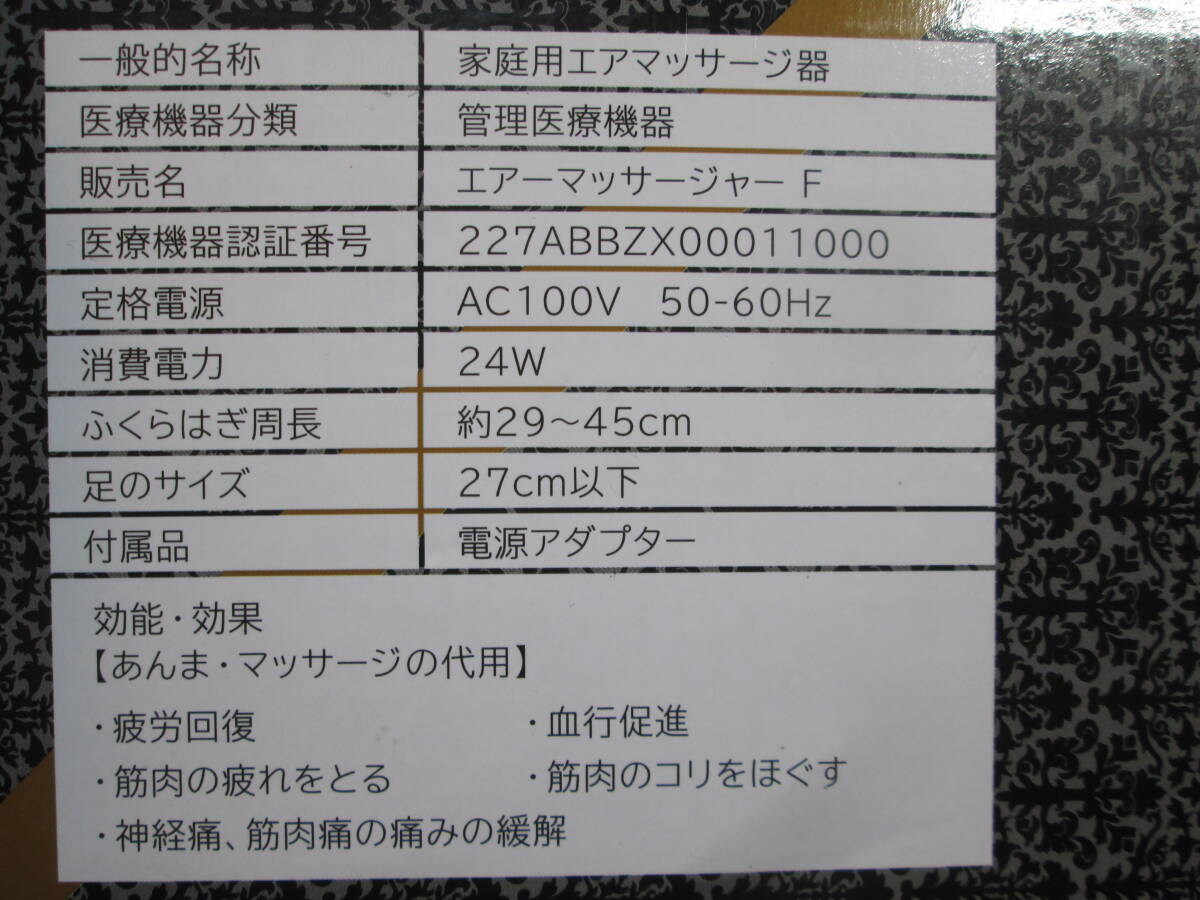 一般的名称 家庭用エアマッサージ器
医療機器分類 管理医療機器
販売名 エアーマッサージャー F
医療機器認証番号 227ABBZX00011000
定格電源 AC100V 50-60Hz
消費電力 24W
ふくらはぎ周長 約29～45cm
足のサイズ 27cm以下
付属品 電源アダプター
効能・効果
【あんま・マッサージの代用】
・疲労回復 ・血行促進
・筋肉の疲れをとる ・筋肉のコリをほぐす
・神経痛、筋肉痛の痛みの緩解